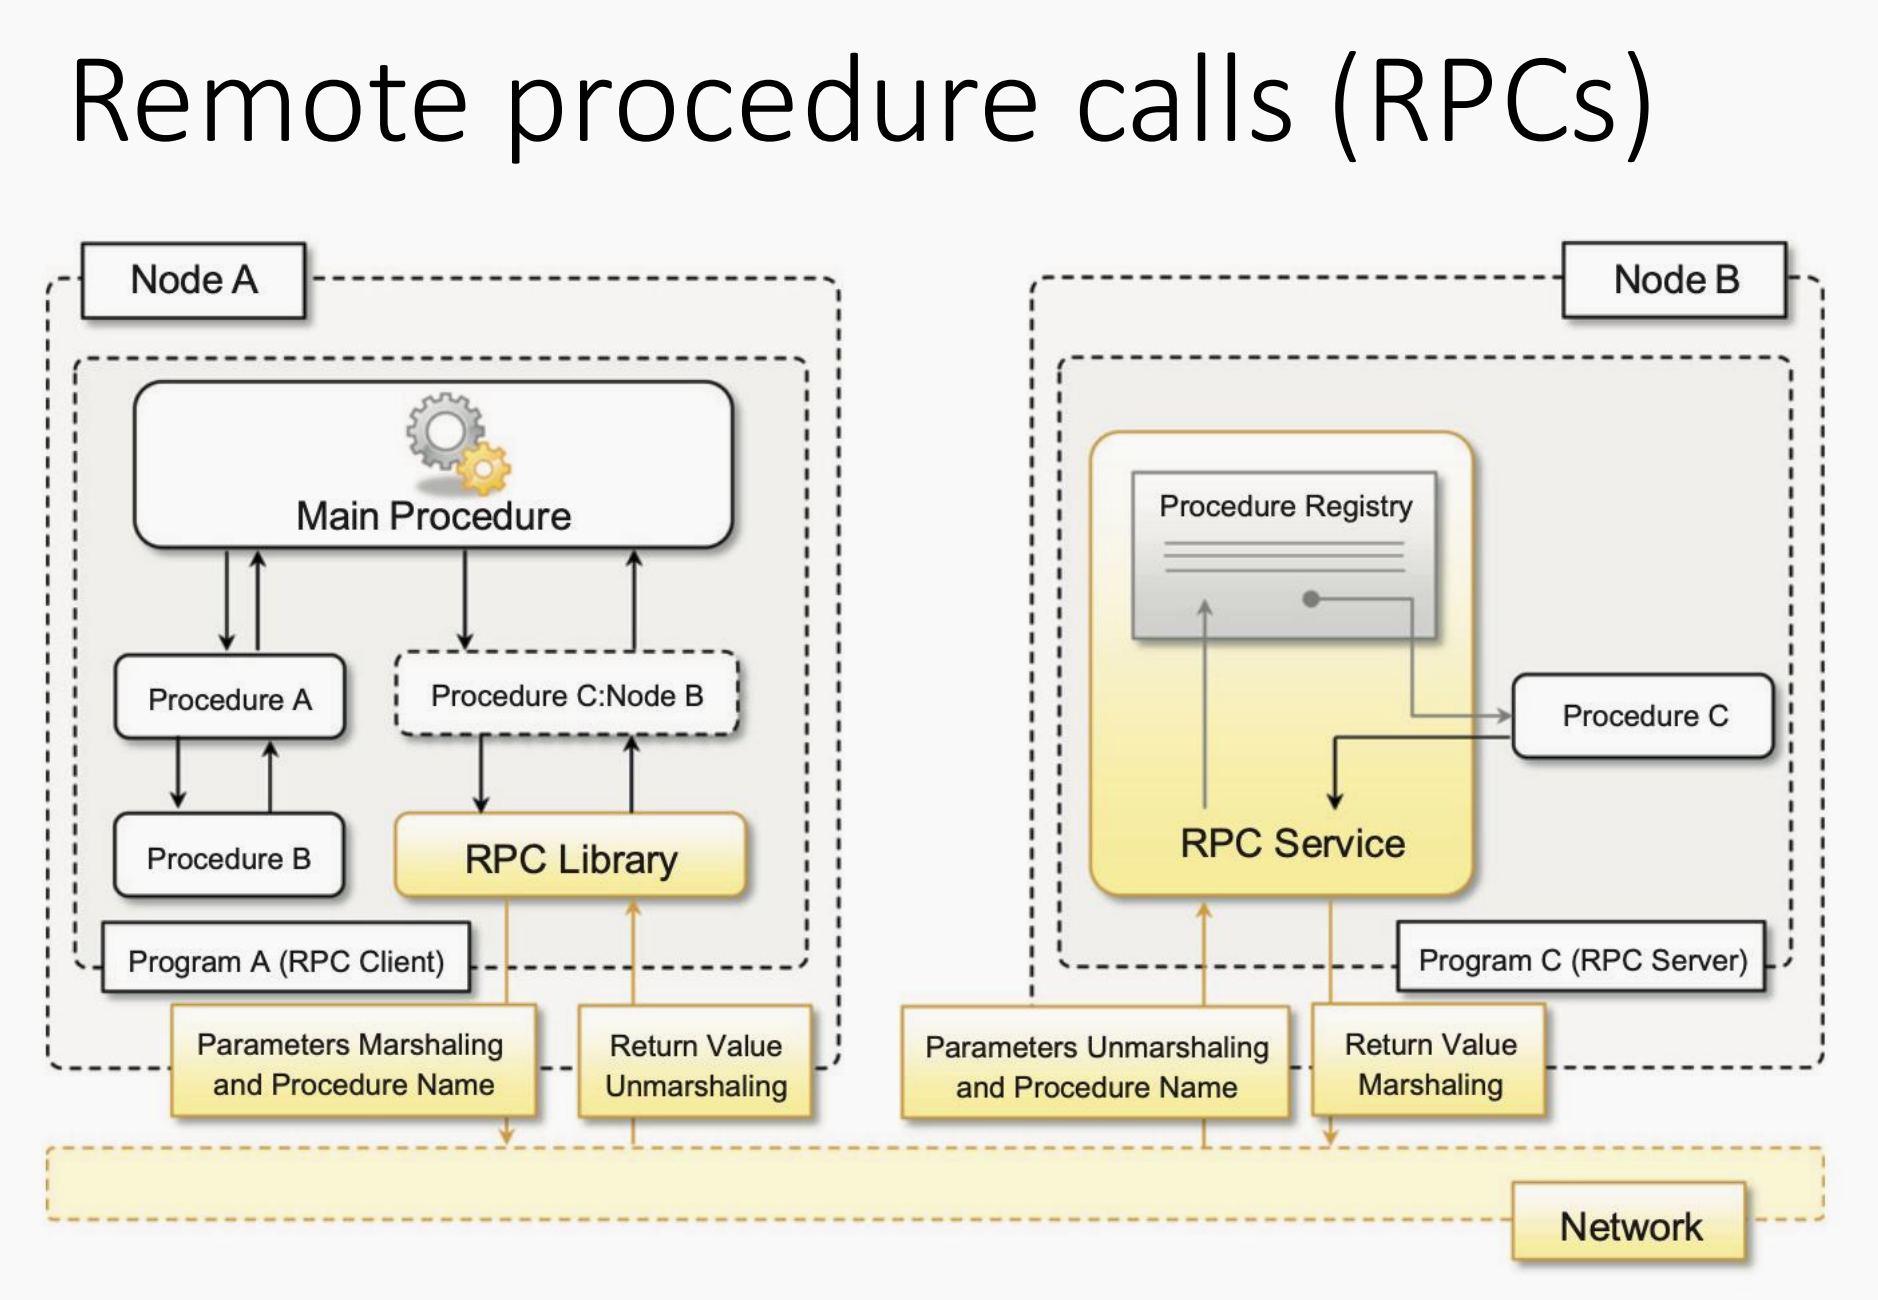 Remote procedure calls (RPCs)
Node A
Node B
Main Procedure
Procedure Registry
Procedure A
Procedure C:Node B
Procedure C
Procedure B
RPC Library
RPC Service
Program A (RPC Client)
Program C (RPC Server)
Parameters Marshaling
and Procedure Name
Return Value
Unmarshaling
Parameters Unmarshaling
and Procedure Name
Return Value
Marshaling
Network